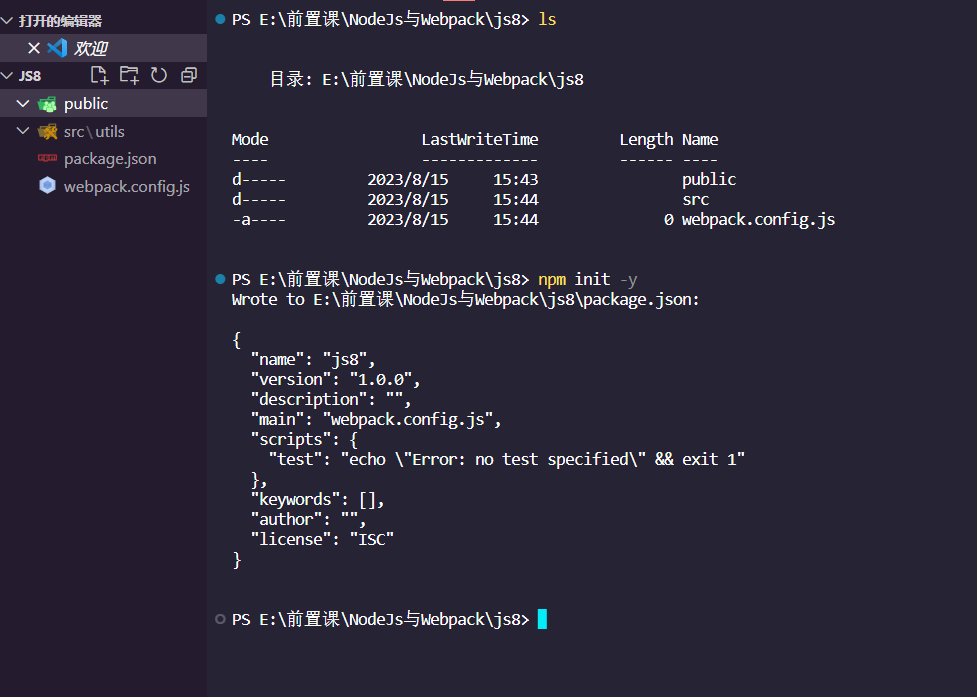 打开的编辑器
欢迎
JS8
public
src\utils
package.json
webpack.config.js
PS E:\前置课\NodeJs与Webpack\js8> ls
目录: E:\前置课\NodeJs与Webpack\js8
Mode LastWriteTime Length Name
---- ------------- ------ ----
d----- 2023/8/15 15:43 public
d----- 2023/8/15 15:44 src
-a---- 2023/8/15 15:44 0 webpack.config.js
PS E:\前置课\NodeJs与Webpack\js8> npm init -y
Wrote to E:\前置课\NodeJs与Webpack\js8\package.json:
{
"name": "js8",
"version": "1.0.0",
"description": "",
"main": "webpack.config.js",
"scripts": {
"test": "echo \"Error: no test specified\" && exit 1"
},
"keywords": [],
"author": "",
"license": "ISC"
}
PS E:\前置课\NodeJs与Webpack\js8>